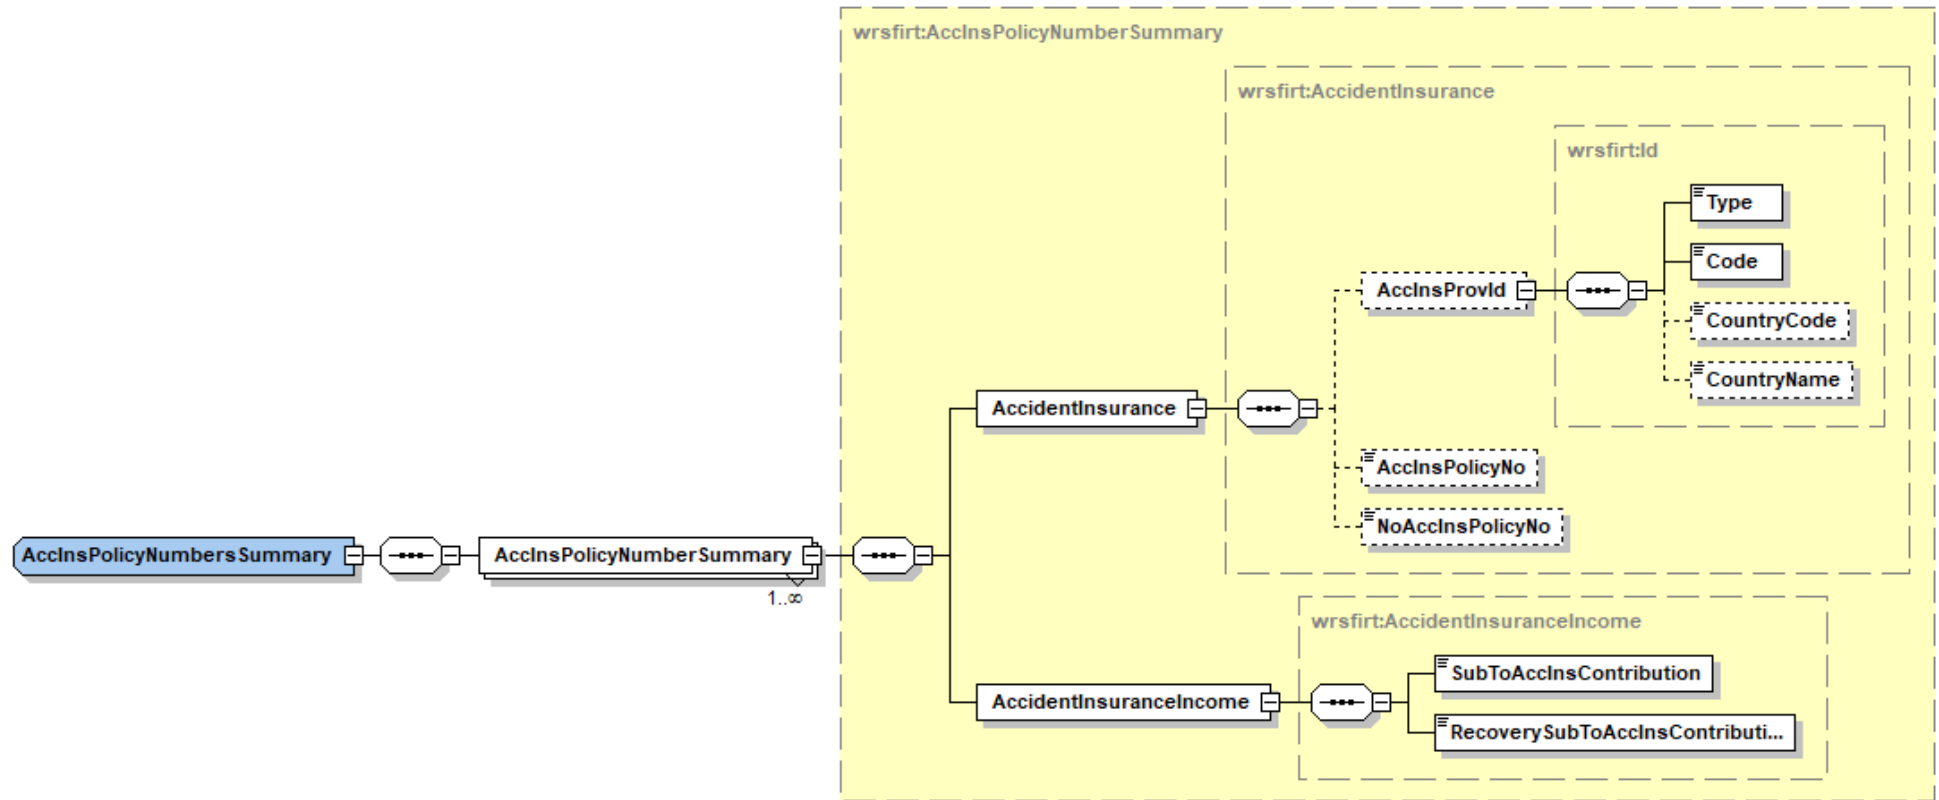 wrsfirt:AccInsPolicyNumberSummary
wrsfirt:AccidentInsurance
wrsfirt:Id
Type
Code
AccInsProvId
CountryCode
CountryName
AccidentInsurance
AccInsPolicyNo
NoAccInsPolicyNo
AccInsPolicyNumbersSummary
AccInsPolicyNumberSummary
1..∞
wrsfirt:AccidentInsuranceIncome
SubToAccInsContribution
AccidentInsuranceIncome
RecoverySubToAccInsContributi...